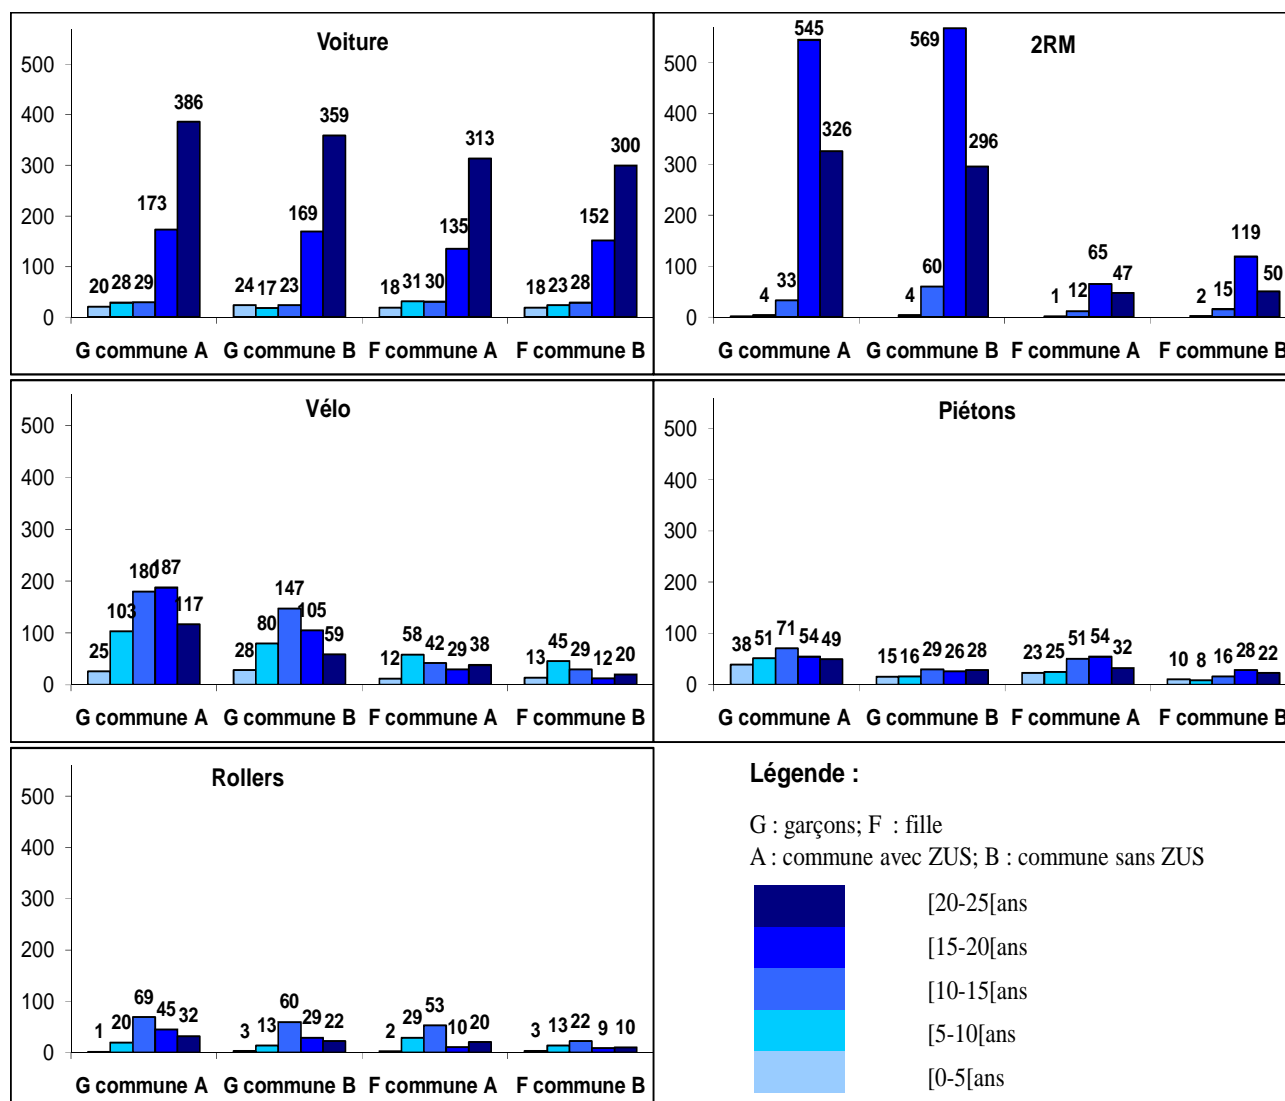 Voiture
500
400
300
200
100
0
20 28 29 173 386
24 17 23 169 359
18 31 30 135 313
18 23 28 152 300
G commune A G commune B F commune A F commune B
2RM
500
400
300
200
100
0
4 33 545 326
4 60 569 296
1 12 65 47
2 15 119 50
G commune A G commune B F commune A F commune B
Vélo
500
400
300
200
100
0
25 103 180 187 117
28 80 147 105 59
12 58 42 29 38
13 45 29 12 20
G commune A G commune B F commune A F commune B
Piétons
500
400
300
200
100
0
38 51 71 54 49
15 16 29 26 28
23 25 51 54 32
10 8 16 28 22
G commune A G commune B F commune A F commune B
Rollers
500
400
300
200
100
0
1 20 69 45 32
3 13 60 29 22
2 29 53 10 20
3 13 22 9 10
G commune A G commune B F commune A F commune B
Légende :
G : garçons; F : fille
A : commune avec ZUS; B : commune sans ZUS
[20-25[ans
[15-20[ans
[10-15[ans
[5-10[ans
[0-5[ans